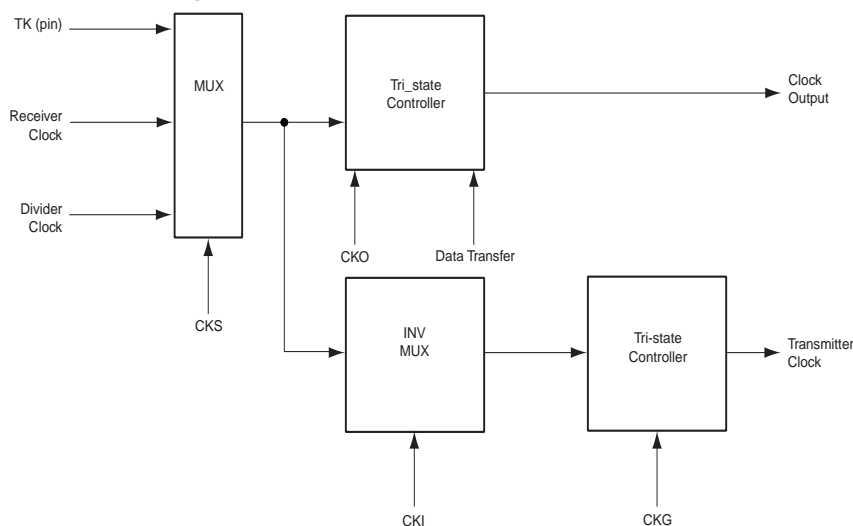 TK (pin)
MUX
Tri_state
Controller
Clock
Output
Receiver
Clock
Divider
Clock
CKO
Data Transfer
CKS
INV
MUX
Tri-state
Controller
Transmitter
Clock
CKI
CKG